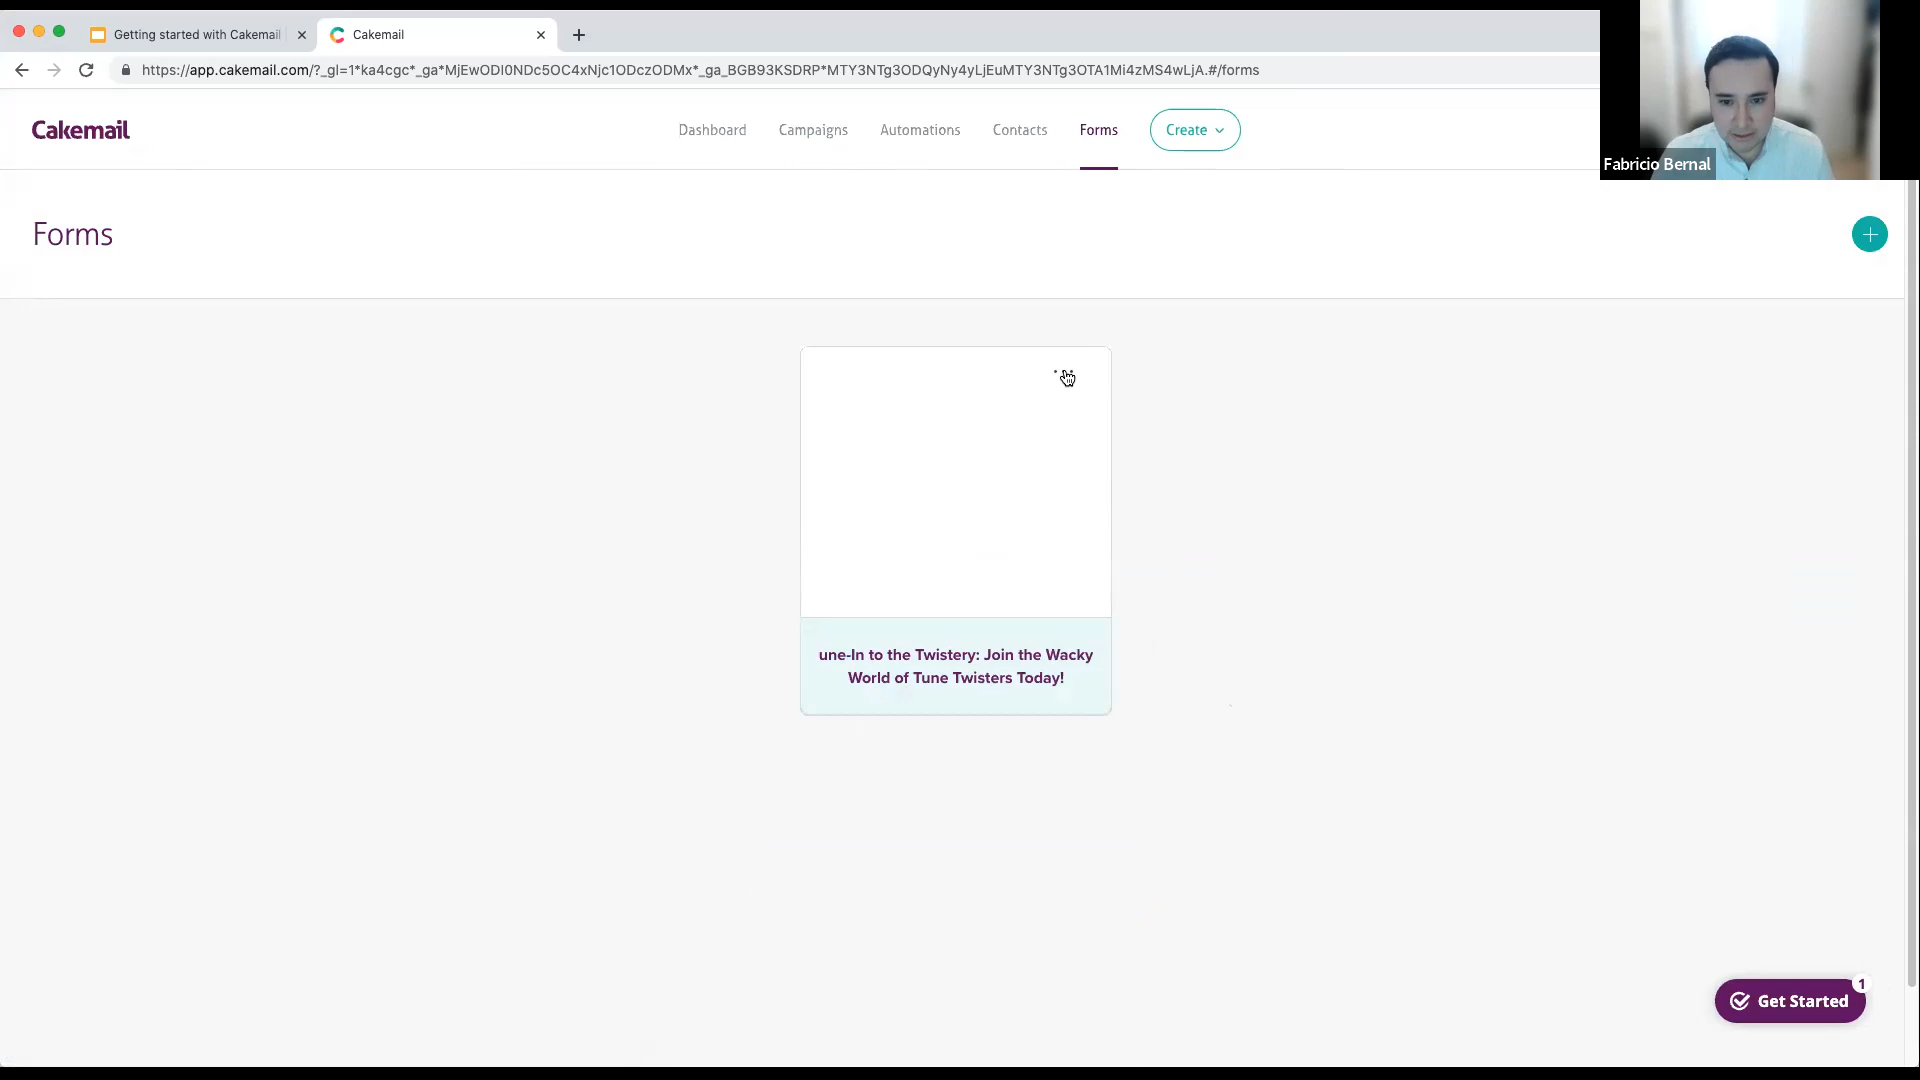 Getting started with Cakemail
Cakemail
https://app.cakemail.com/?_gl=1*ka4cgc*_ga*MjEwODI0NDc5OC4xNjc1ODczODMx*_ga_BGB93KSDRP*MTY3NTg3ODQyNy4yLjEuMTY3NTg3OTA1Mi4zMS4wLjA.#/forms
Cakemail
Dashboard
Campaigns
Automations
Contacts
Forms
Create
Fabricio Bernal
Forms
une-In to the Twistery: Join the Wacky
World of Tune Twisters Today!
1
Get Started